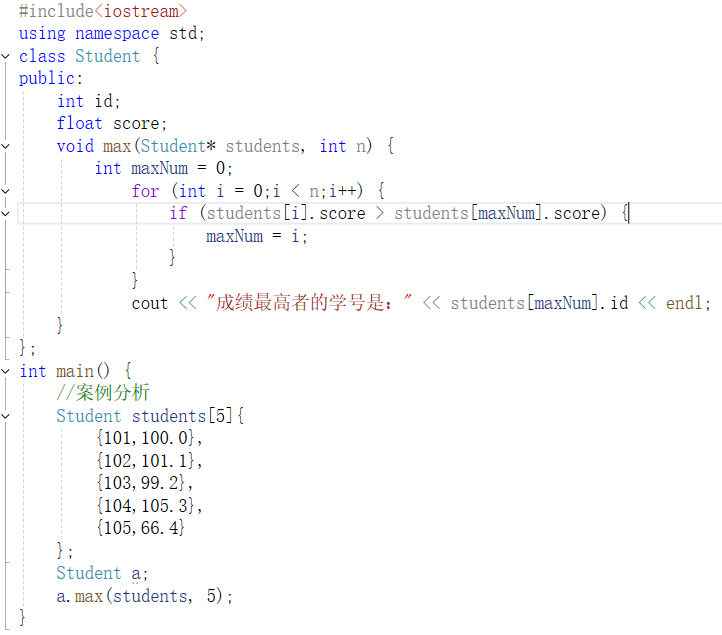 #include<iostream>
using namespace std;
class Student {
public:
    int id;
    float score;
    void max(Student* students, int n) {
        int maxNum = 0;
            for (int i = 0;i < n;i++) {
                if (students[i].score > students[maxNum].score) {
                    maxNum = i;
                }
            }
            cout << "成绩最高者的学号是：" << students[maxNum].id << endl;
    }
};
int main() {
    //案例分析
    Student students[5]{
        {101,100.0},
        {102,101.1},
        {103,99.2},
        {104,105.3},
        {105,66.4}
    };
    Student a;
    a.max(students, 5);
}